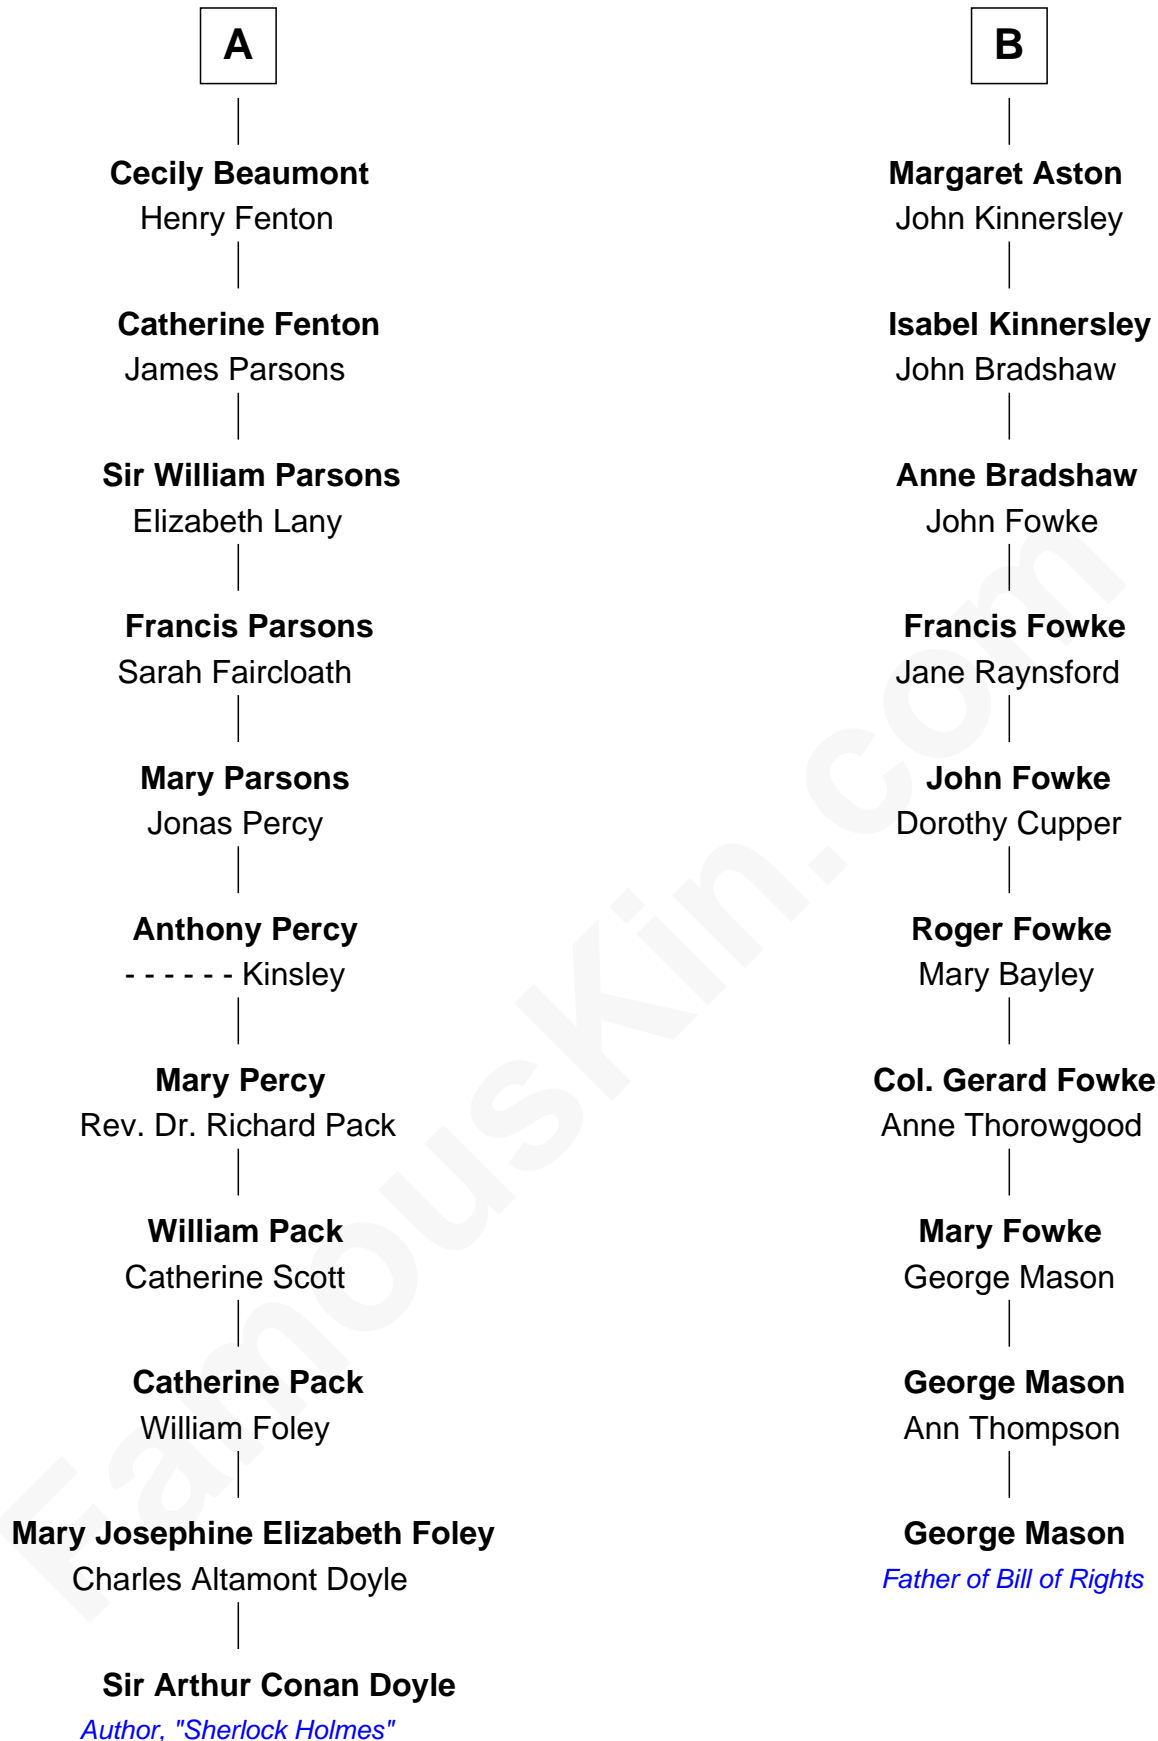 A
Cecily Beaumont
Henry Fenton
Catherine Fenton
James Parsons
Sir William Parsons
Elizabeth Lany
Francis Parsons
Sarah Faircloath
Mary Parsons
Jonas Percy
Anthony Percy
- - - - - - Kinsley
Mary Percy
Rev. Dr. Richard Pack
William Pack
Catherine Scott
Catherine Pack
William Foley
Mary Josephine Elizabeth Foley
Charles Altamont Doyle
Sir Arthur Conan Doyle
Author, "Sherlock Holmes"
B
Margaret Aston
John Kinnersley
Isabel Kinnersley
John Bradshaw
Anne Bradshaw
John Fowke
Francis Fowke
Jane Raynsford
John Fowke
Dorothy Cupper
Roger Fowke
Mary Bayley
Col. Gerard Fowke
Anne Thorowgood
Mary Fowke
George Mason
George Mason
Ann Thompson
George Mason
Father of Bill of Rights
FamousKin.com